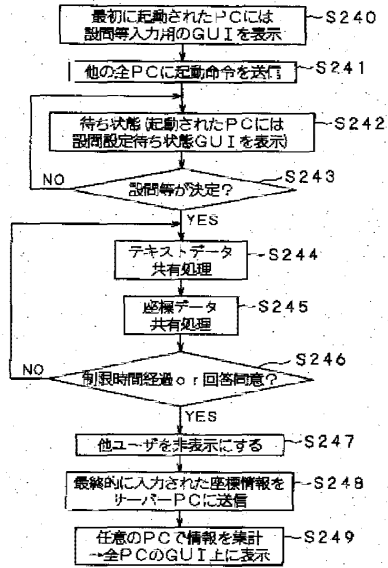 最初に起動されたPCには
設問等入力用のGUIを表示
S240
他の全PCに起動命令を送信
S241
待ち状態(起動されたPCには
設問設定待ち状態GUIを表示)
S242
NO
設問等が決定?
S243
YES
テキストデータ
共有処理
S244
座標データ
共有処理
S245
NO
制限時間経過or回答同意?
S246
YES
他ユーザを非表示にする
S247
最終的に入力された座標情報を
サーバーPCに送信
S248
任意のPCで情報を集計
→全PCのGUI上に表示
S249